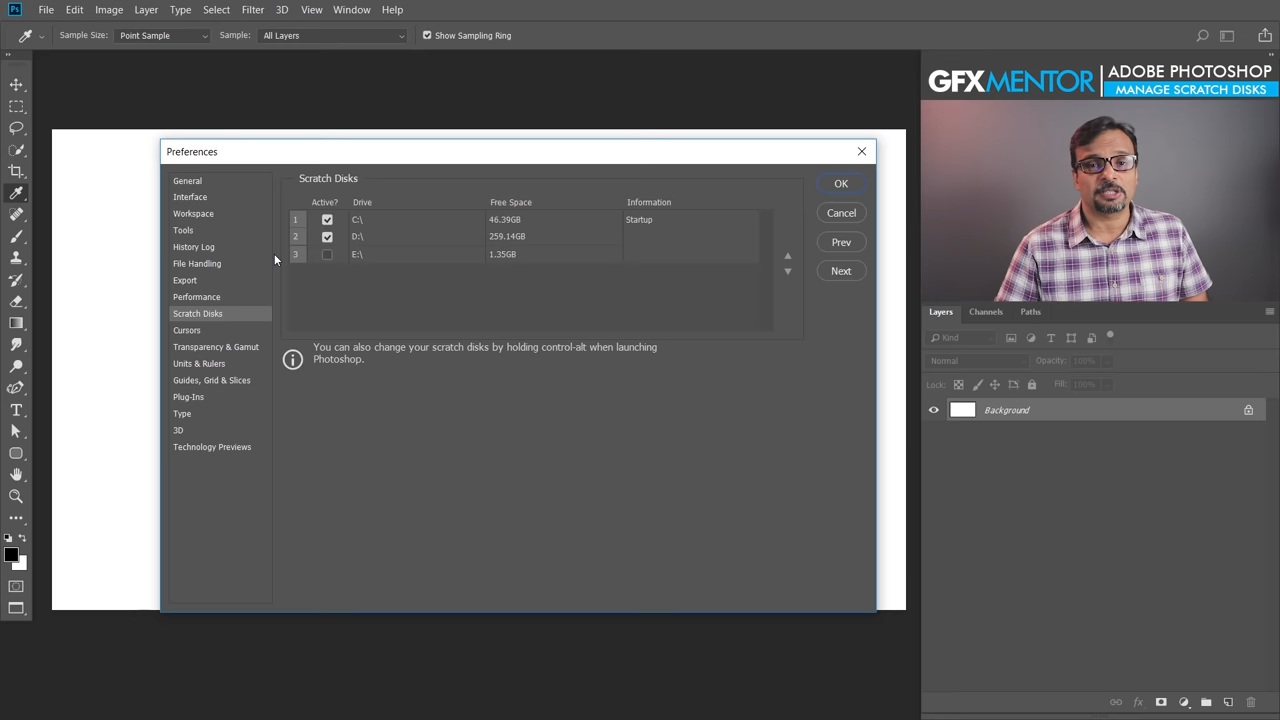 Ps File Edit Image Layer Type Select Filter 3D View Window Help
Sample Size: Point Sample Sample: All Layers Show Sampling Ring
GFXMENTOR ADOBE PHOTOSHOP
MANAGE SCRATCH DISKS
Preferences
General
Interface
Workspace
Tools
History Log
File Handling
Export
Performance
Scratch Disks
Cursors
Transparency & Gamut
Units & Rulers
Guides, Grid & Slices
Plug-Ins
Type
3D
Technology Previews
Scratch Disks
Active? Drive Free Space Information
1 C:\ 46.39GB Startup
2 D:\ 259.14GB
3 E:\ 1.35GB
You can also change your scratch disks by holding control-alt when launching
Photoshop.
OK
Cancel
Prev
Next
Layers Channels Paths
Kind
Normal Opacity: 100%
Lock: Fill: 100%
Background
fx